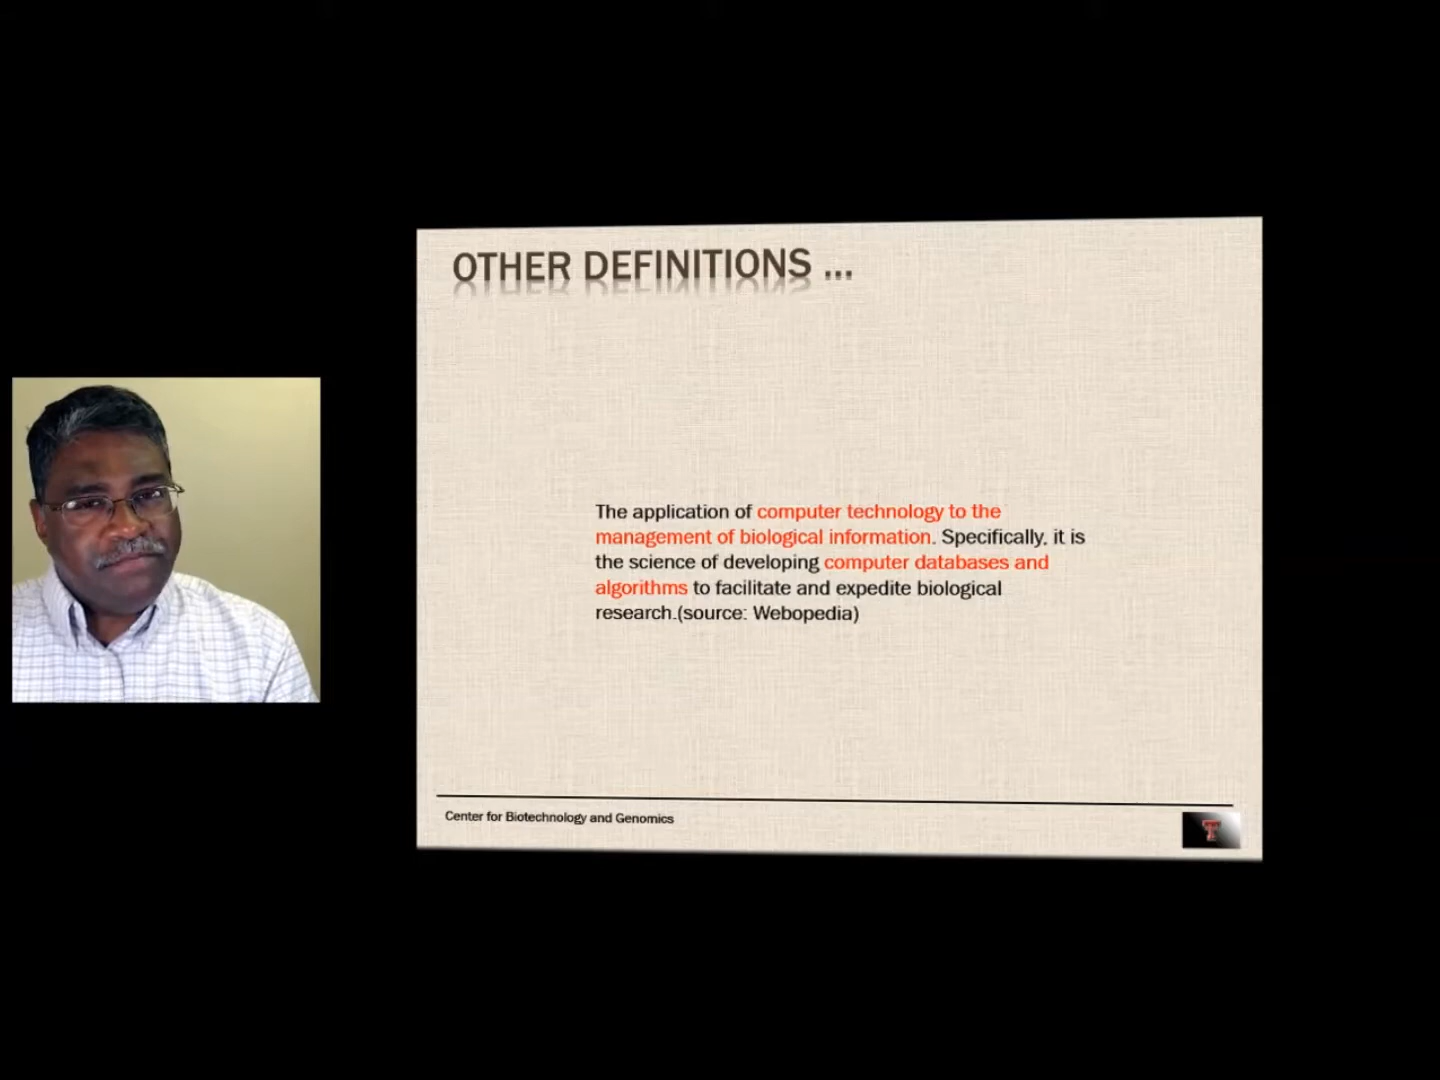 OTHER DEFINITIONS ...
The application of computer technology to the
management of biological information. Specifically, it is
the science of developing computer databases and
algorithms to facilitate and expedite biological
research.(source: Webopedia)
Center for Biotechnology and Genomics
T